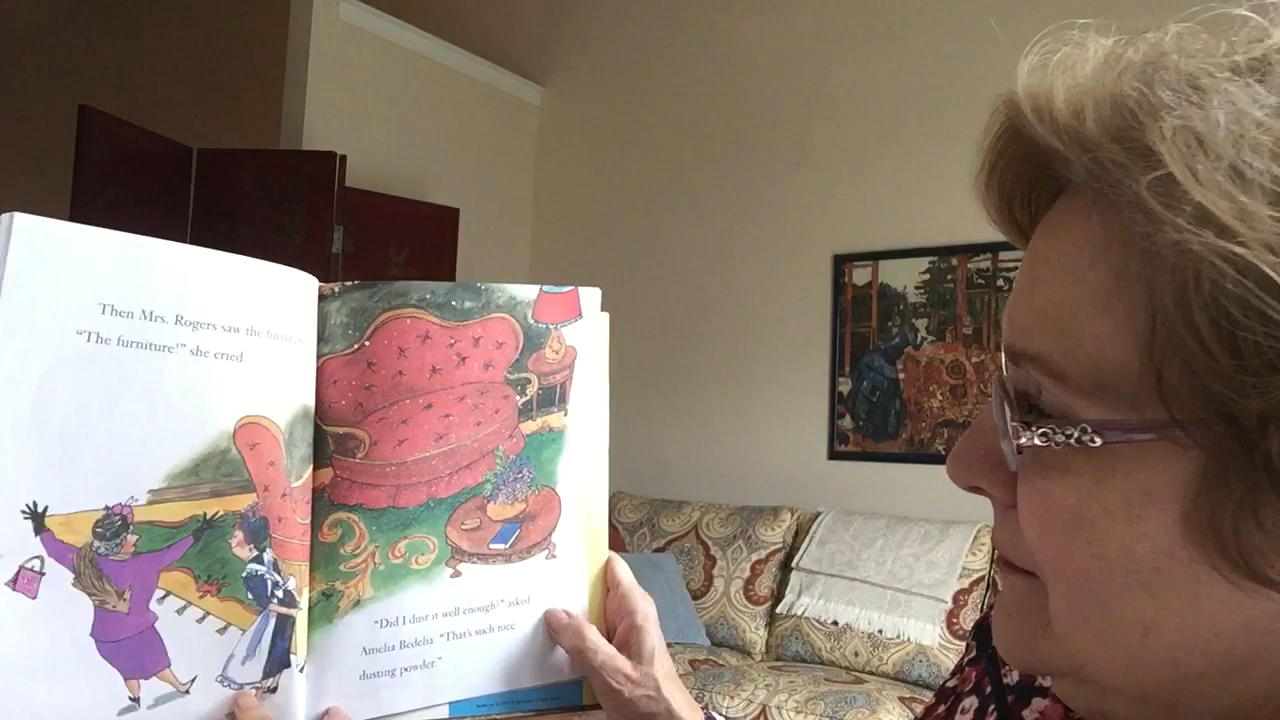 Then Mrs. Rogers saw the furniture.
“The furniture!” she cried
“Did I dust it well enough?” asked
Amelia Bedelia. “That’s such nice
dusting powder.”